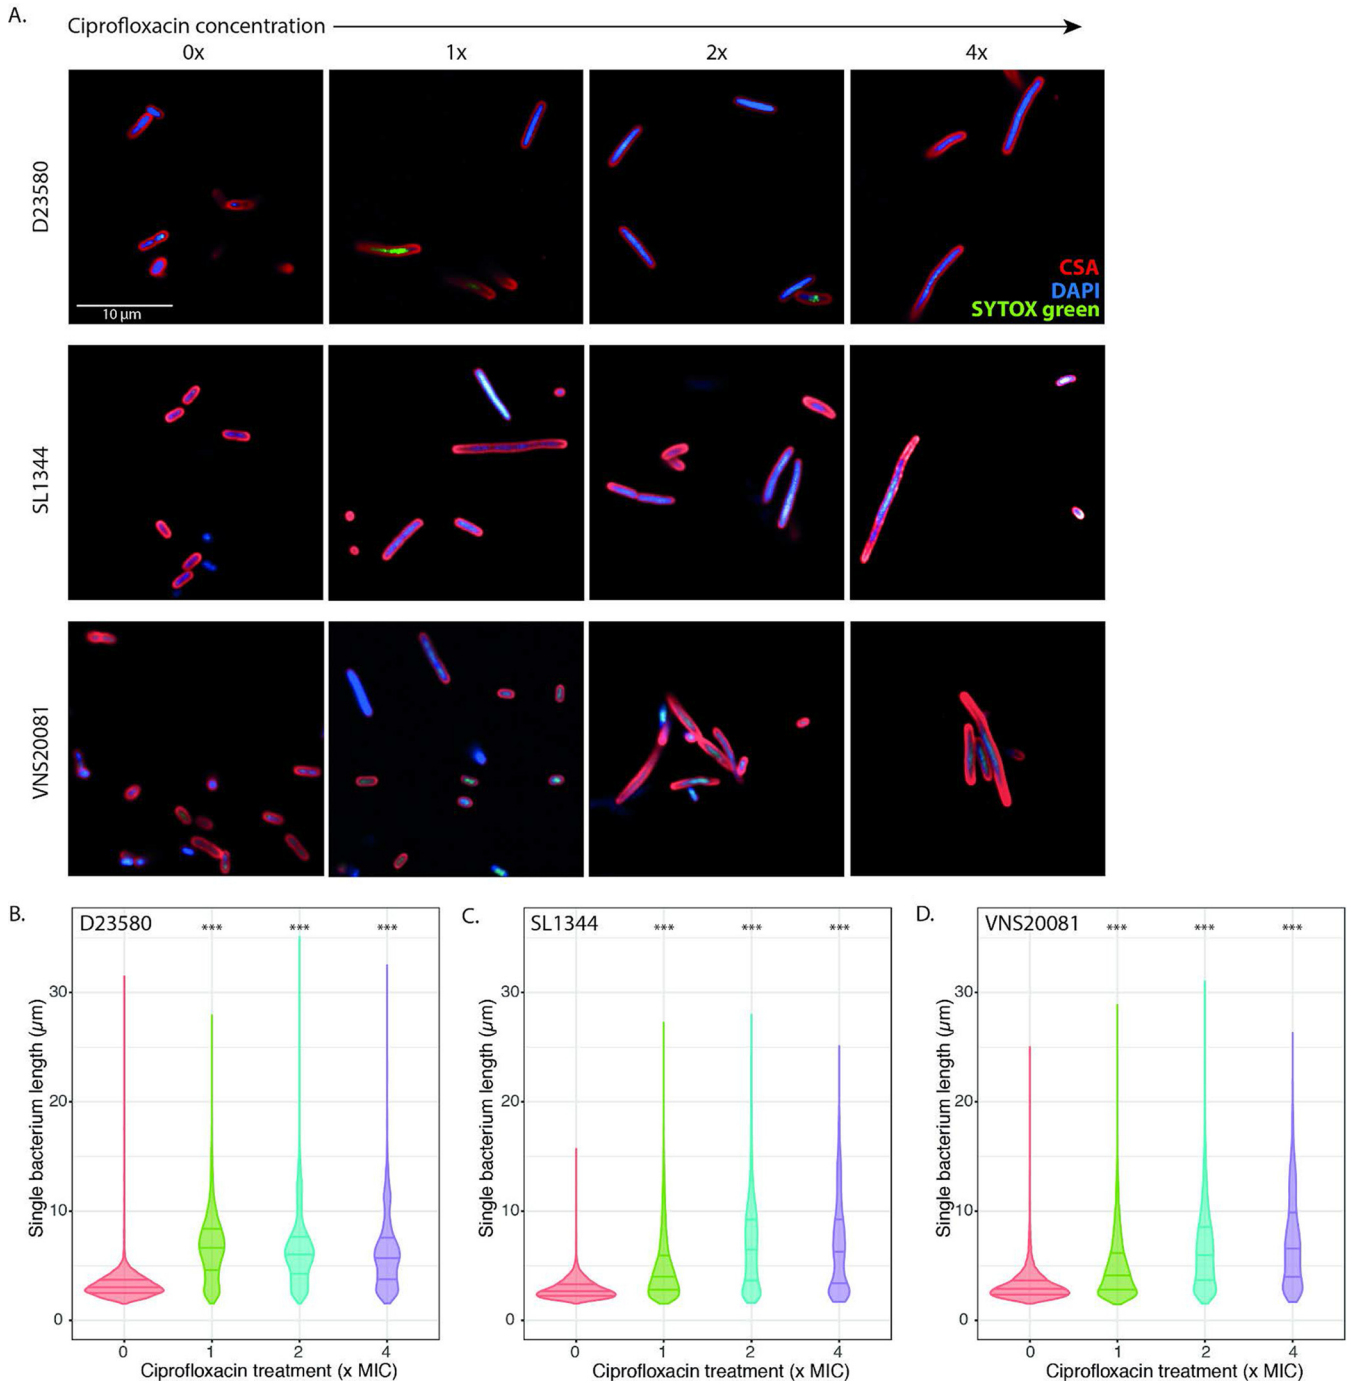 A.
Ciprofloxacin concentration
0x 1x 2x 4x
D23580
CSA
DAPI
SYTOX green
10 µm
SL1344
VNS20081
B.
D23580
*** *** ***
Single bacterium length (µm)
30
20
10
0
0 1 2 4
Ciprofloxacin treatment (x MIC)
C.
SL1344
*** *** ***
Single bacterium length (µm)
30
20
10
0
0 1 2 4
Ciprofloxacin treatment (x MIC)
D.
VNS20081
*** *** ***
Single bacterium length (µm)
30
20
10
0
0 1 2 4
Ciprofloxacin treatment (x MIC)